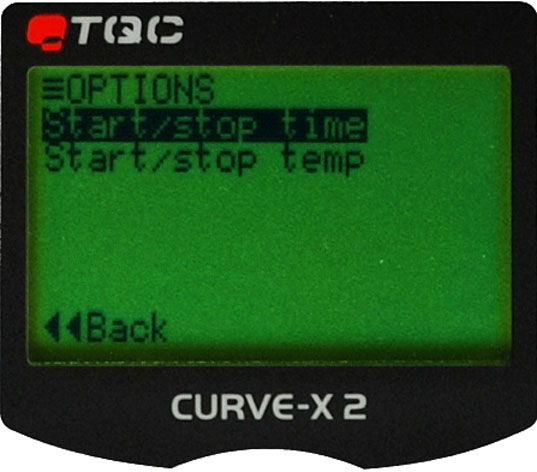 TQC
≡OPTIONS
Start/stop time
Start/stop temp
◀◀Back
CURVE-X 2